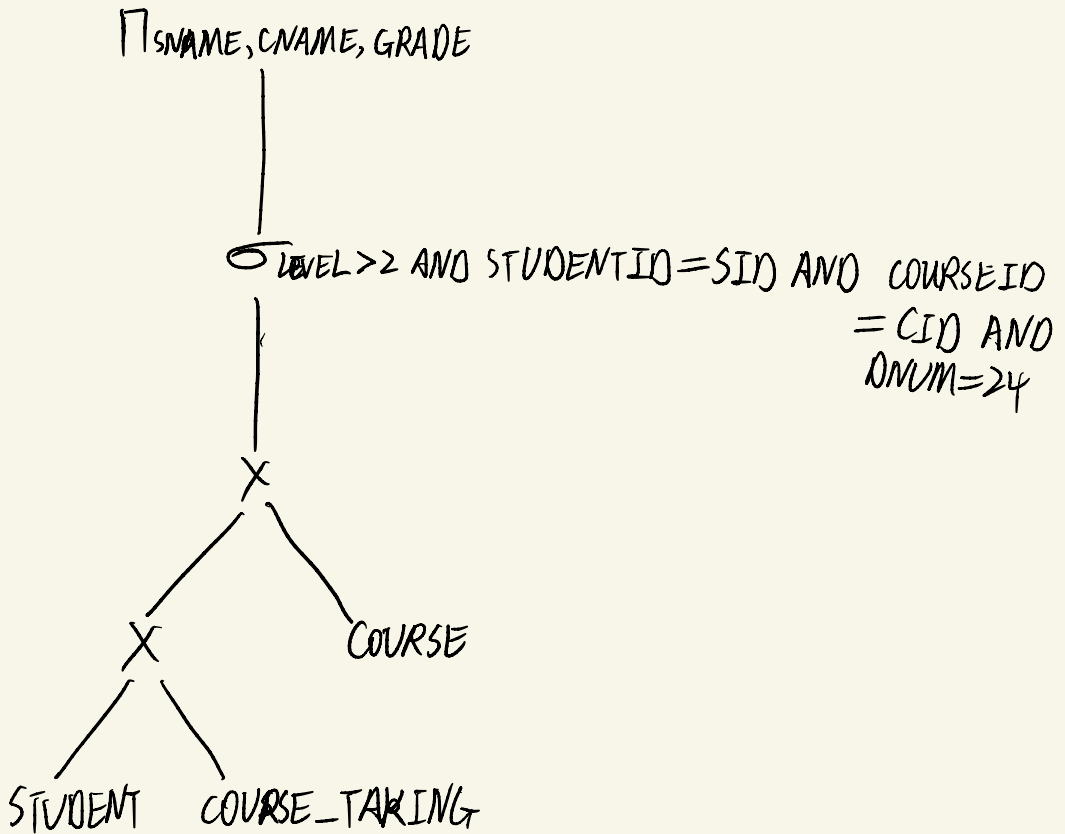 ΠSNAME, CNAME, GRADE
σLEVEL>2 AND STUDENTID=SID AND COURSEID
= CID AND
DNUM=24
X
X
COURSE
STUDENT
COURSE_TAKING